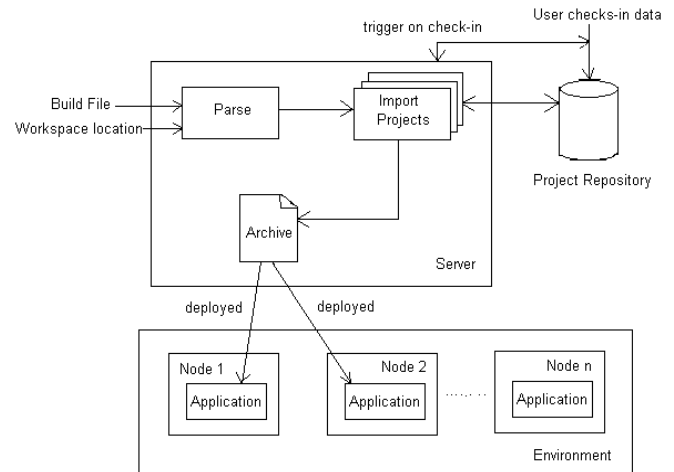 User checks-in data
trigger on check-in
Build File
Workspace location
Parse
Import
Projects
Project Repository
Archive
Server
deployed
deployed
Node 1
Application
Node 2
Application
Node n
Application
Environment